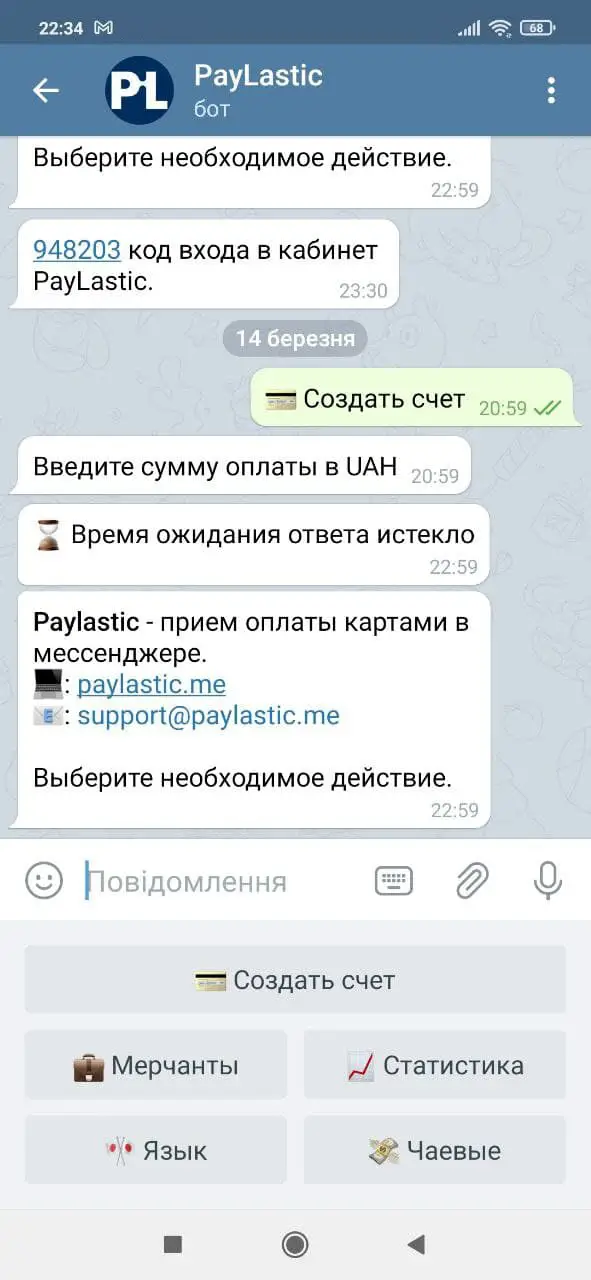 22:34
68
PL
PayLastic
бот
Выберите необходимое действие.
22:59
948203 код входа в кабинет
PayLastic.
23:30
14 березня
Создать счет
20:59
Введите сумму оплаты в UAH
20:59
Время ожидания ответа истекло
22:59
Paylastic - прием оплаты картами в
мессенджере.
: paylastic.me
: support@paylastic.me
Выберите необходимое действие.
22:59
Повідомлення
Создать счет
Мерчанты
Статистика
Язык
Чаевые